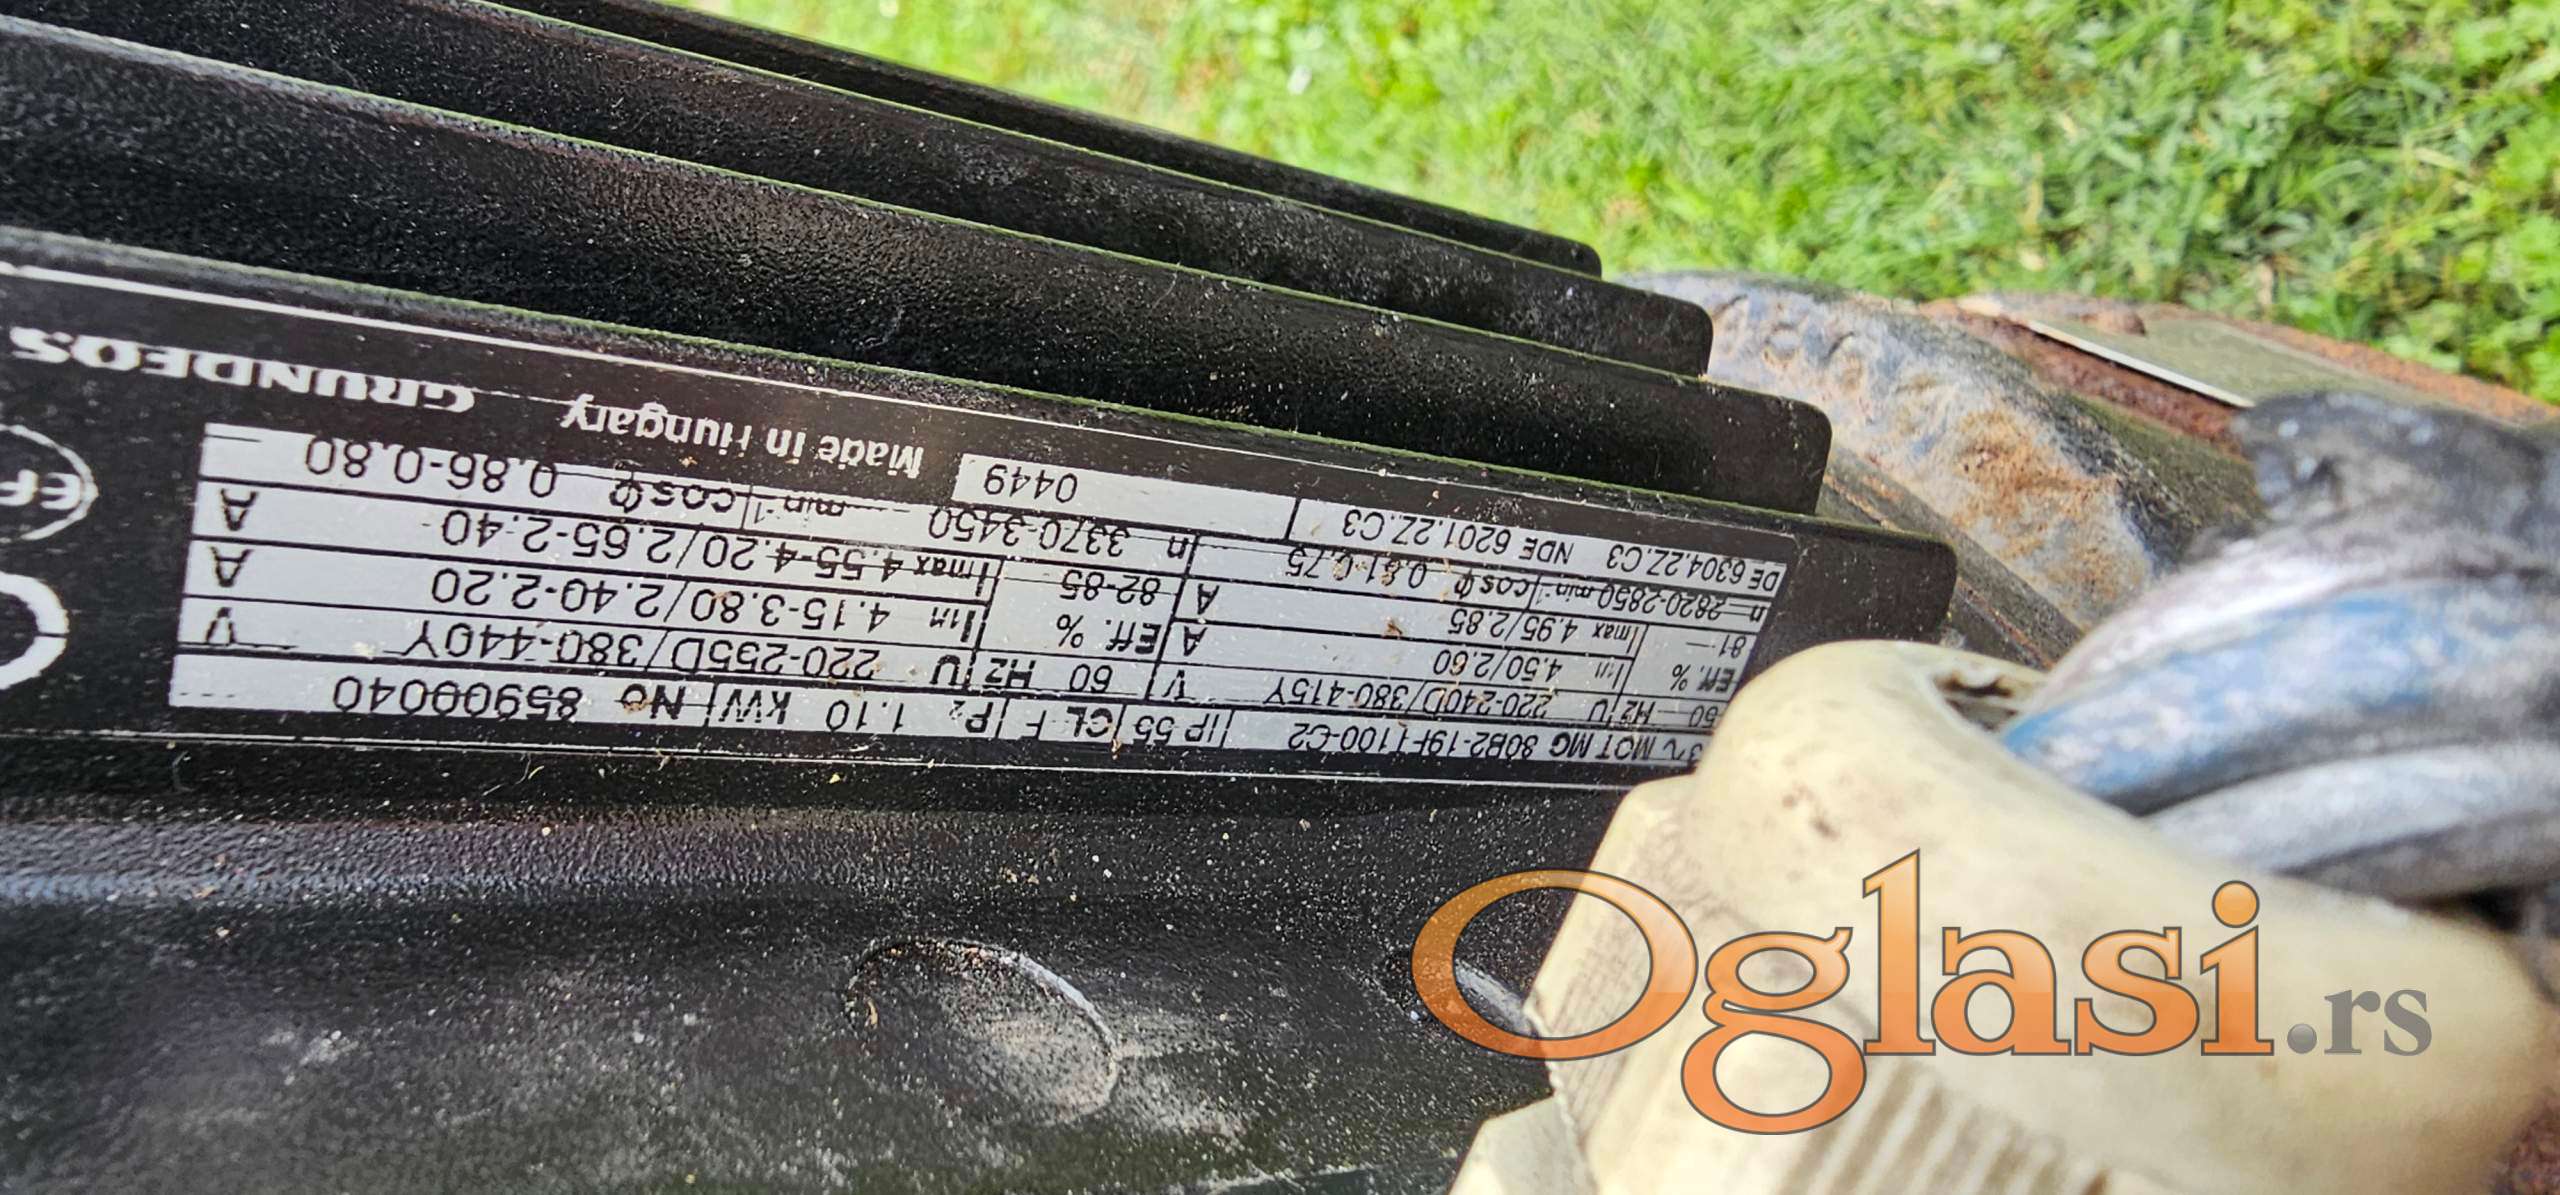 3~ MOT MG 80B2-19FT100-C2 IP 55 CL F P₂ 1.10 kW No 85900040
50 Hz U 220-240D/380-415Y V 60 Hz U 220-255D/380-440Y V
Eff. % I1/1 4.50/2.60 A Eff. % I1/1 4.15-3.80/2.40-2.20 A
81 Imax 4.95/2.85 A 82-85 Imax 4.55-4.20/2.65-2.40 A
n 2820-2850 min⁻¹ cosφ 0.81-0.75 n 3370-3450 min⁻¹ cosφ 0.86-0.80
DE 6304.2Z.C3 NDE 6201.2Z.C3 0449
Made in Hungary GRUNDFOS
Oglasi.rs